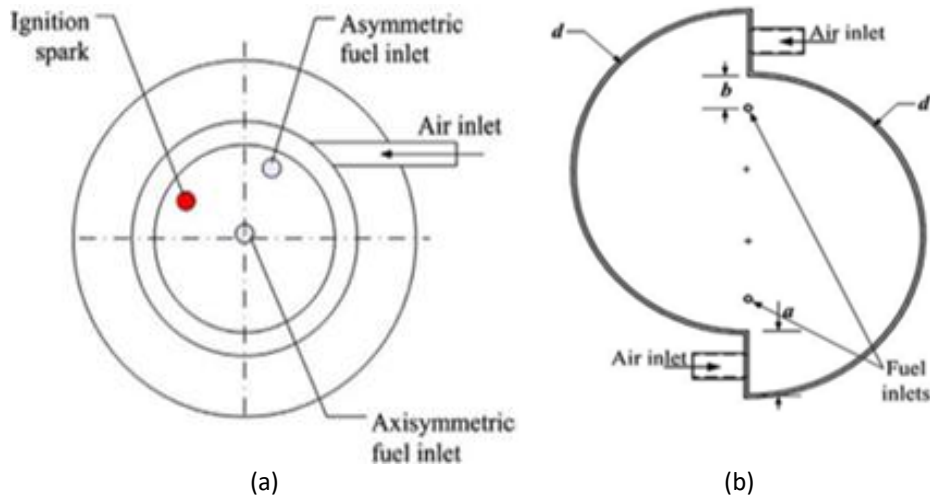 Ignition
spark
Asymmetric
fuel inlet
Air inlet
Axisymmetric
fuel inlet
(a)
d
Air inlet
b
d
a
Air inlet
Fuel
inlets
(b)